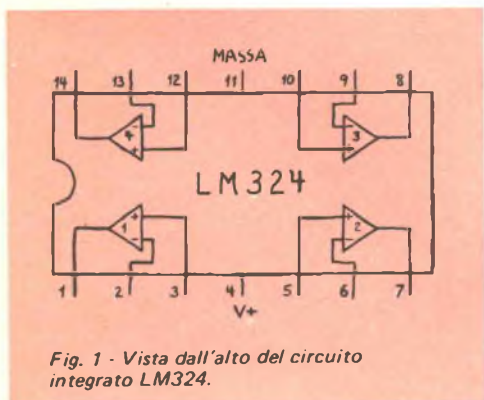 MASSA
14 13 12 11 10 9 8
- 4 + - 3 +
LM324
+ 1 - + 2 -
1 2 3 4 5 6 7
V+
Fig. 1 - Vista dall'alto del circuito
integrato LM324.